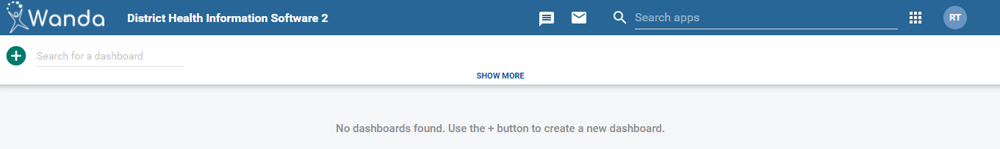 Wanda District Health Information Software 2 Search apps RT
Search for a dashboard
SHOW MORE
No dashboards found. Use the + button to create a new dashboard.